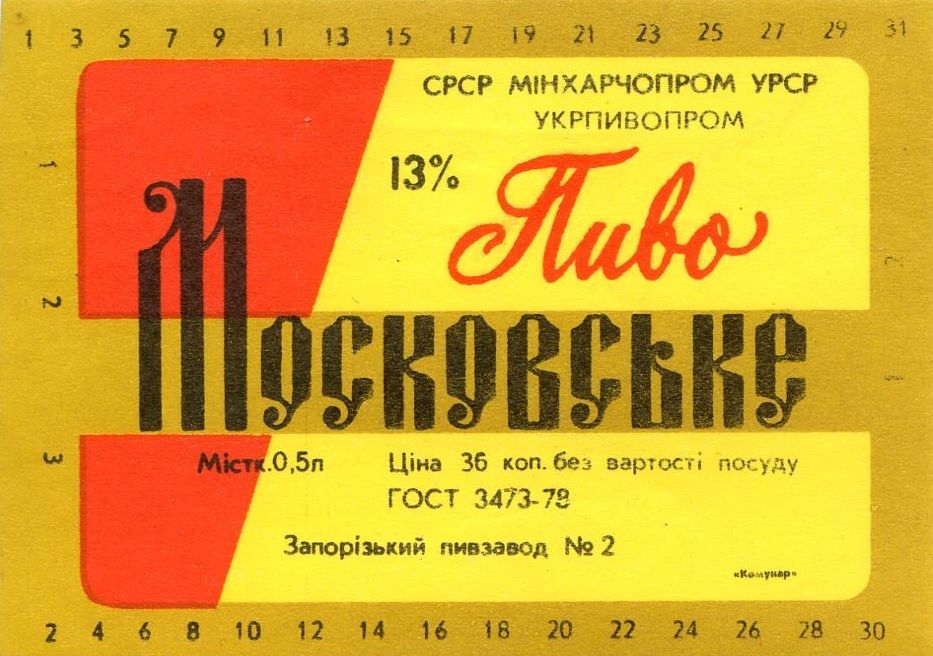 1 3 5 7 9 11 13 15 17 19 21 23 25 27 29 31
СРСР МІНХАРЧОПРОМ УРСР
УКРПИВОПРОМ
13%
Пиво
Московське
1
2
3
2
1
Містк.0,5л
Ціна 36 коп. без вартості посуду
ГОСТ 3473-78
Запорізький пивзавод № 2
«Комунар»
2 4 6 8 10 12 14 16 18 20 22 24 26 28 30